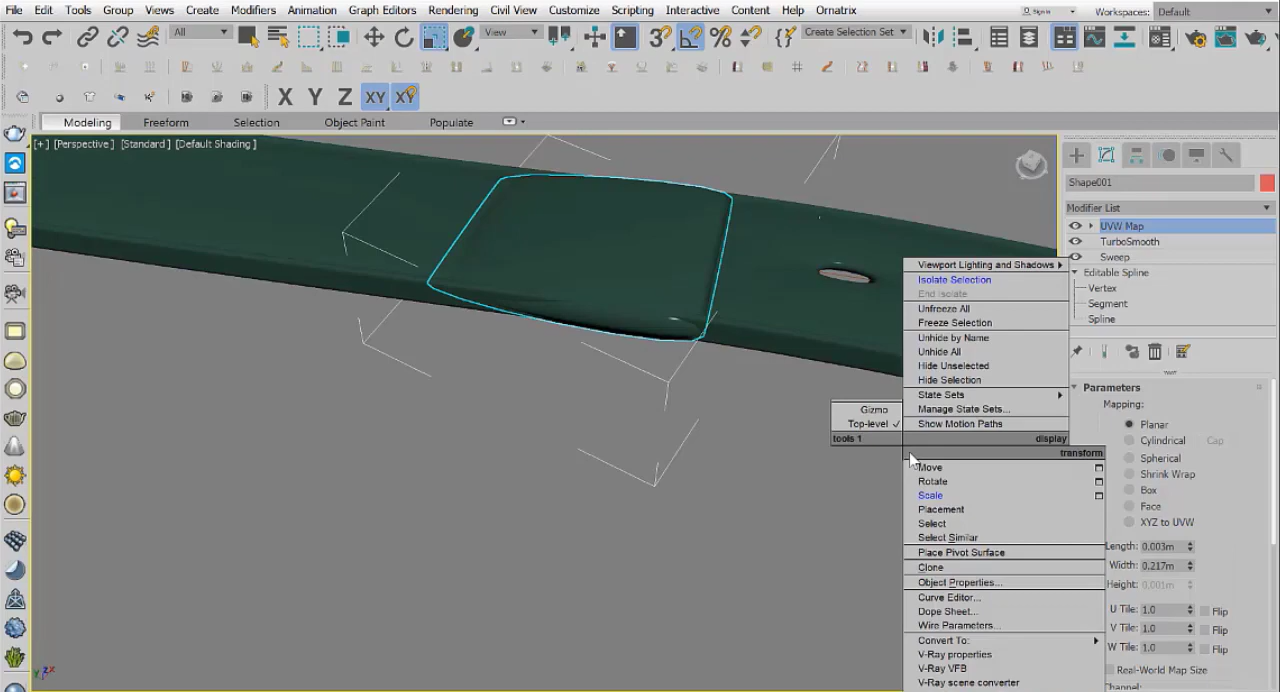 File Edit Tools Group Views Create Modifiers Animation Graph Editors Rendering Civil View Customize Scripting Interactive Content Help Ornatrix Sign In Workspaces: Default
All View Create Selection Set
X Y Z XY XY
Modeling Freeform Selection Object Paint Populate
[+] [Perspective ] [Standard ] [Default Shading ]
Shape001
Modifier List
UVW Map
TurboSmooth
Sweep
Editable Spline
Vertex
Segment
Spline
Viewport Lighting and Shadows
Isolate Selection
End Isolate
Unfreeze All
Freeze Selection
Unhide by Name
Unhide All
Hide Unselected
Hide Selection
State Sets
Manage State Sets...
Show Motion Paths
Gizmo
Top-level ✓
tools 1 display
transform
Move
Rotate
Scale
Placement
Select
Select Similar
Place Pivot Surface
Clone
Object Properties...
Curve Editor...
Dope Sheet...
Wire Parameters...
Convert To:
V-Ray properties
V-Ray VFB
V-Ray scene converter
Parameters
Mapping:
Planar
Cylindrical Cap
Spherical
Shrink Wrap
Box
Face
XYZ to UVW
Length: 0.003m
Width: 0.217m
Height: 0.001m
U Tile: 1.0 Flip
V Tile: 1.0 Flip
W Tile: 1.0 Flip
Real-World Map Size
Channel: